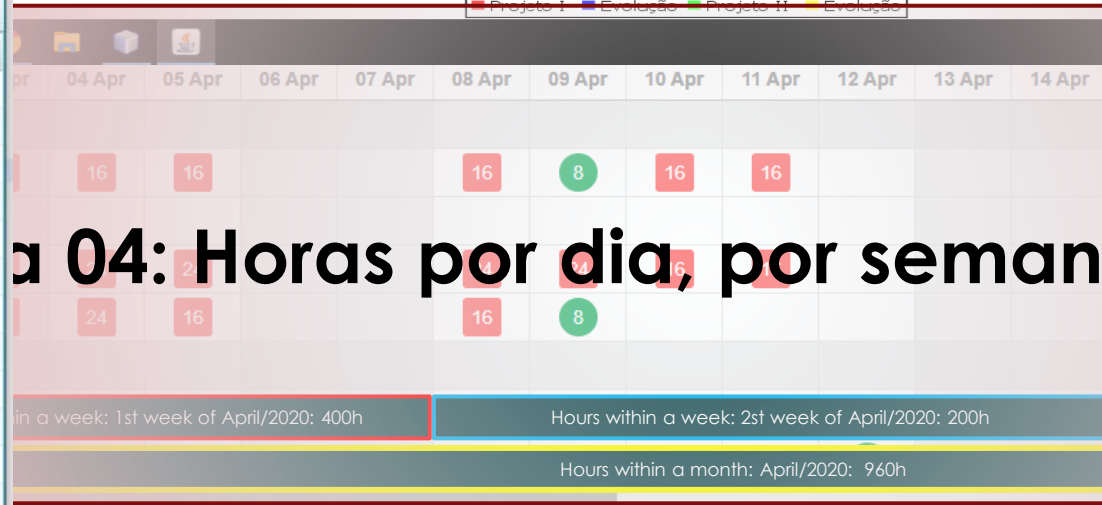 Projeto I Evolução Projeto II Evolução
04 Apr 05 Apr 06 Apr 07 Apr 08 Apr 09 Apr 10 Apr 11 Apr 12 Apr 13 Apr 14 Apr
16 16 16 8 16 16
a 04: Horas por dia, por seman
24 24 16
24 16 16 8
in a week: 1st week of April/2020: 400h
Hours within a week: 2st week of April/2020: 200h
Hours within a month: April/2020: 960h